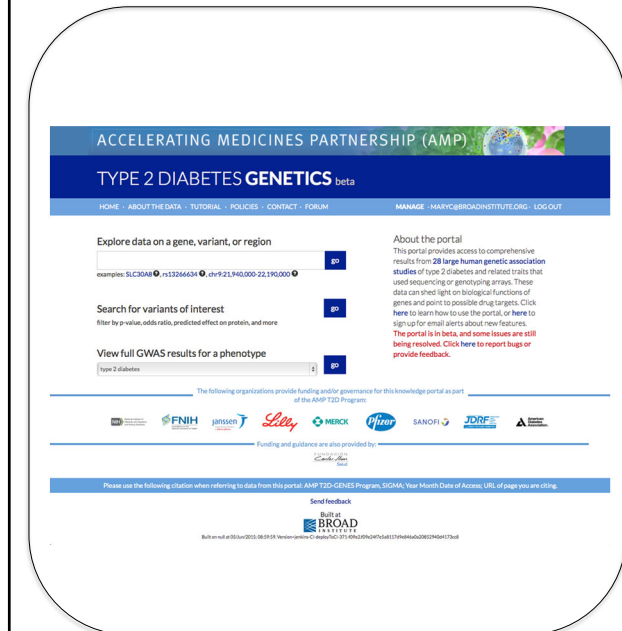 ACCELERATING MEDICINES PARTNERSHIP (AMP)
TYPE 2 DIABETES GENETICS beta
HOME · ABOUT THE DATA · TUTORIAL · POLICIES · CONTACT · FORUM
MANAGE · MARYC@BROADINSTITUTE.ORG · LOG OUT
Explore data on a gene, variant, or region
go
examples: SLC30A8 , rs13266634 , chr9:21,940,000-22,190,000
Search for variants of interest
go
filter by p-value, odds ratio, predicted effect on protein, and more
View full GWAS results for a phenotype
type 2 diabetes
go
About the portal
This portal provides access to comprehensive
results from 28 large human genetic association
studies of type 2 diabetes and related traits that
used sequencing or genotyping arrays. These
data can shed light on biological functions of
genes and point to possible drug targets. Click
here to learn how to use the portal, or here to
sign up for email alerts about new features.
The portal is in beta, and some issues are still
being resolved. Click here to report bugs or
provide feedback.
The following organizations provide funding and/or governance for this knowledge portal as part
of the AMP T2D Program:
NIH
FNIH
janssen
Lilly
MERCK
Pfizer
SANOFI
JDRF
American
Diabetes
Association.
Funding and guidance are also provided by:
FUNDACIÓN
Carlos Slim
Salud
Please use the following citation when referring to data from this portal: AMP T2D-GENES Program, SIGMA; Year Month Date of Access; URL of page you are citing.
Send feedback
Built at
BROAD
INSTITUTE